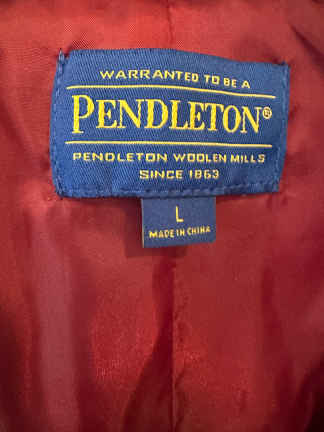 WARRANTED TO BE A
PENDLETON®
PENDLETON WOOLEN MILLS
SINCE 1863
L
MADE IN CHINA